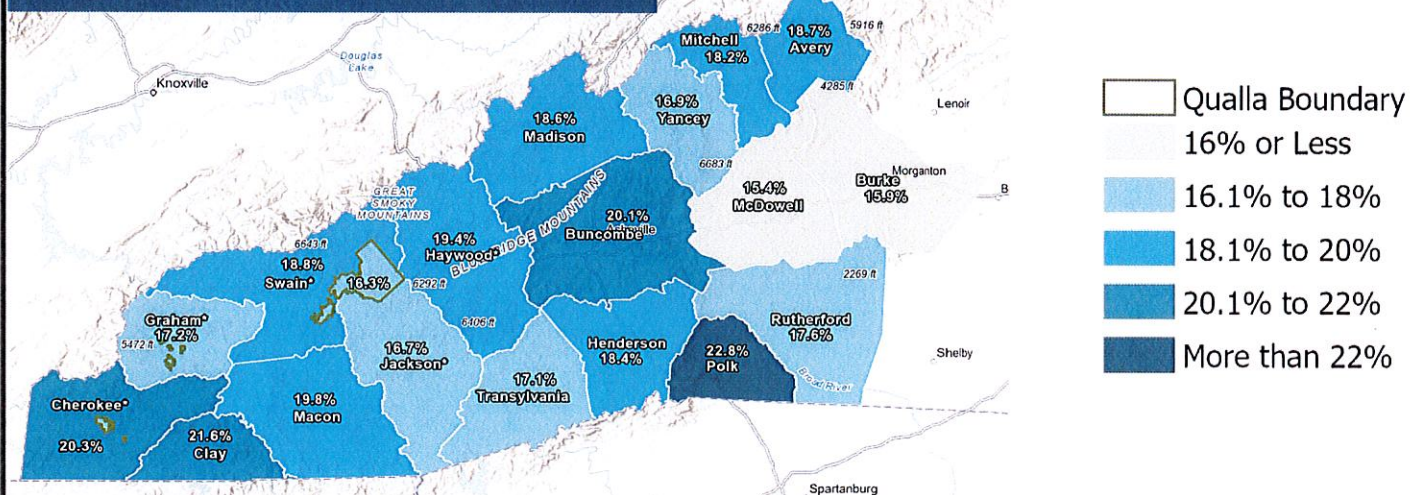 6286 ft
18.7%
Avery
5916 ft
Mitchell
18.2%
Douglas
Lake
Knoxville
4285 ft
Lenoir
16.9%
Yancey
18.6%
Madison
6683 ft
15.4%
McDowell
Burke
15.9%
Morganton
B
GREAT
SMOKY
MOUNTAINS
BLUE RIDGE MOUNTAINS
20.1%
Asheville
Buncombe
19.4%
Haywood*
6643 ft
18.8%
Swain*
16.3%
6292 ft
2269 ft
Graham*
17.2%
5472 ft
6406 ft
Rutherford
17.6%
Henderson
18.4%
16.7%
Jackson*
22.8%
Polk
Shelby
17.1%
Transylvania
Broad River
Cherokee*
20.3%
19.8%
Macon
21.6%
Clay
Spartanburg
Qualla Boundary
16% or Less
16.1% to 18%
18.1% to 20%
20.1% to 22%
More than 22%